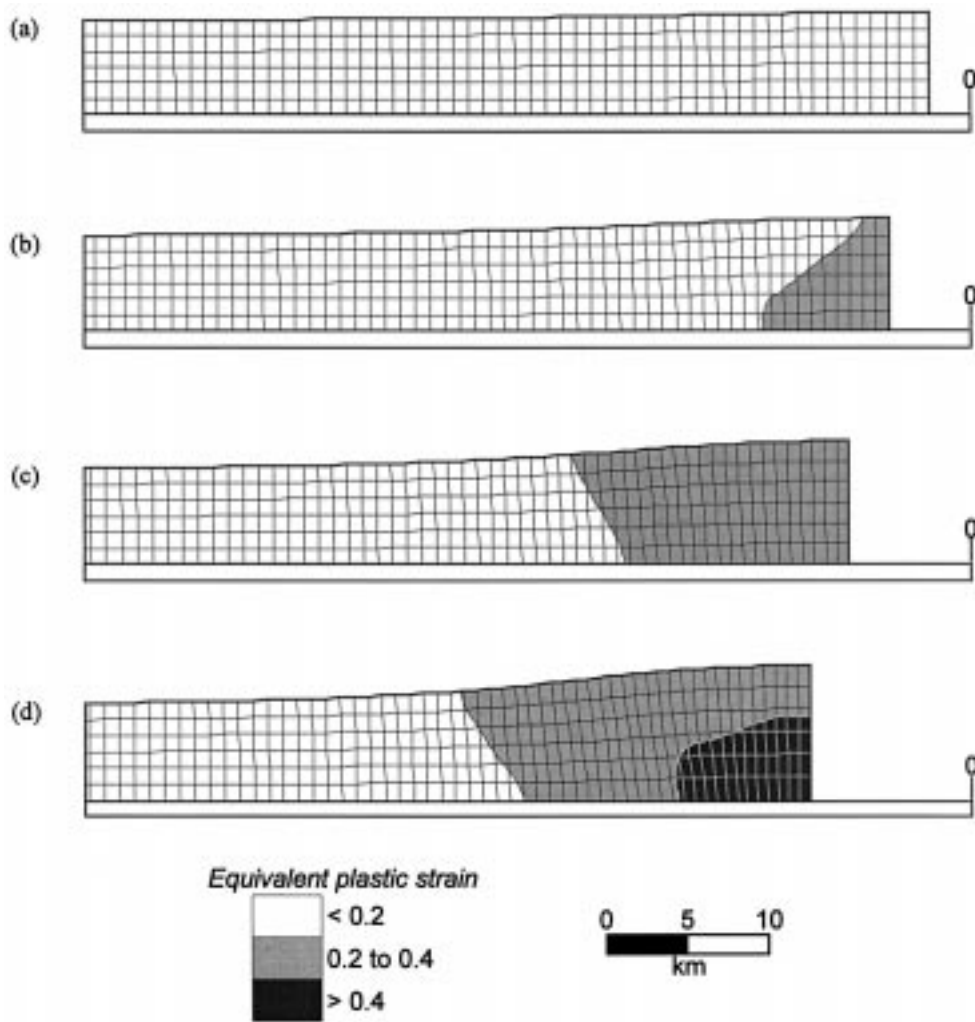 (a)
0
(b)
0
(c)
0
(d)
0
Equivalent plastic strain
< 0.2
0.2 to 0.4
> 0.4
0 5 10
km